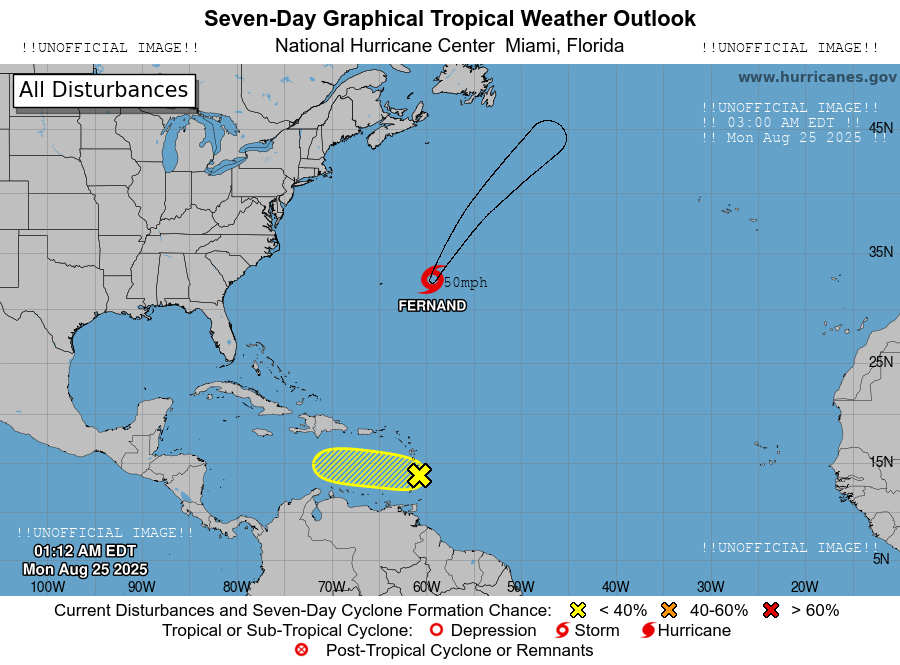 Seven-Day Graphical Tropical Weather Outlook
!!UNOFFICIAL IMAGE!! National Hurricane Center  Miami, Florida !!UNOFFICIAL IMAGE!!
All Disturbances
www.hurricanes.gov
!!UNOFFICIAL IMAGE!!
!! 03:00 AM EDT !!
!! Mon Aug 25 2025 !!
45N
35N
50mph
FERNAND
25N
15N
!!UNOFFICIAL IMAGE!!
01:12 AM EDT
Mon Aug 25 2025
!!UNOFFICIAL IMAGE!!
5N
100W 90W 80W 70W 60W 50W 40W 30W 20W
Current Disturbances and Seven-Day Cyclone Formation Chance: < 40% 40-60% > 60%
Tropical or Sub-Tropical Cyclone: Depression Storm Hurricane
Post-Tropical Cyclone or Remnants